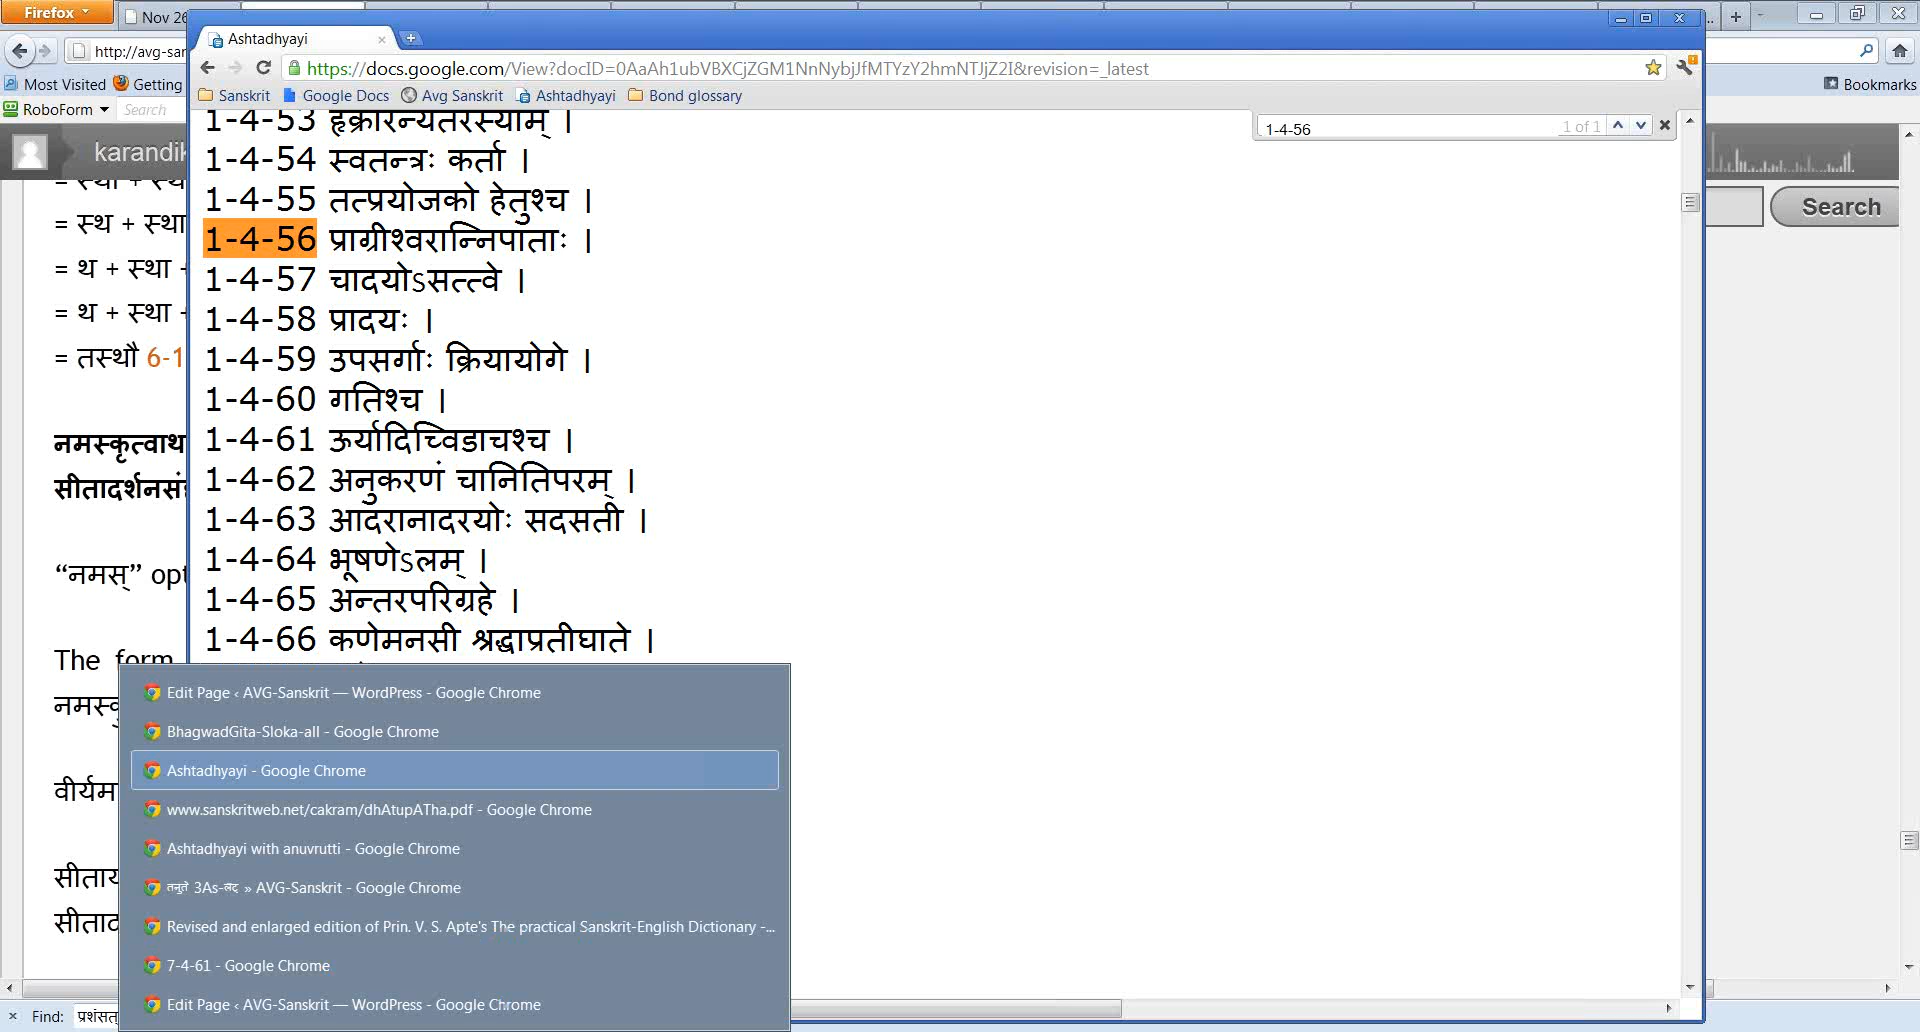 Firefox
Nov 26
Ashtadhyayi
http://avg-sar
https://docs.google.com/View?docID=0AaAh1ubVBXCjZGM1NnNybjJfMTYzY2hmNTJjZ2I&revision=_latest
Most Visited
Getting
Sanskrit
Google Docs
Avg Sanskrit
Ashtadhyayi
Bond glossary
Bookmarks
RoboForm
Search
1-4-56
1 of 1
karandik
Search
1-4-53 हृक्रोरन्यतरस्याम् |
1-4-54 स्वतन्त्रः कर्ता |
1-4-55 तत्प्रयोजको हेतुश्च |
1-4-56 प्राग्रीश्वरान्निपाताः |
1-4-57 चादयोऽसत्त्वे |
1-4-58 प्रादयः |
1-4-59 उपसर्गाः क्रियायोगे |
1-4-60 गतिश्च |
1-4-61 ऊर्यादिच्विडाचश्च |
1-4-62 अनुकरणं चानितिपरम् |
1-4-63 आदरानादरयोः सदसती |
1-4-64 भूषणेऽलम् |
1-4-65 अन्तरपरिग्रहे |
1-4-66 कणेमनसी श्रद्धाप्रतीघाते |
= स्था + स्था
= स्थ + स्था
= थ + स्था +
= थ + स्था +
= तस्थौ 6-1
नमस्कृत्वाथ
सीतादर्शनसं
“नमस्” opt
The form
नमस्कृ
वीर्यम
सीताय
सीताद
Edit Page ‹ AVG-Sanskrit — WordPress - Google Chrome
BhagwadGita-Sloka-all - Google Chrome
Ashtadhyayi - Google Chrome
www.sanskritweb.net/cakram/dhAtupATha.pdf - Google Chrome
Ashtadhyayi with anuvrutti - Google Chrome
तनुते 3As-लट् » AVG-Sanskrit - Google Chrome
Revised and enlarged edition of Prin. V. S. Apte's The practical Sanskrit-English Dictionary -...
7-4-61 - Google Chrome
Edit Page ‹ AVG-Sanskrit — WordPress - Google Chrome
Find:
प्रशंसत्